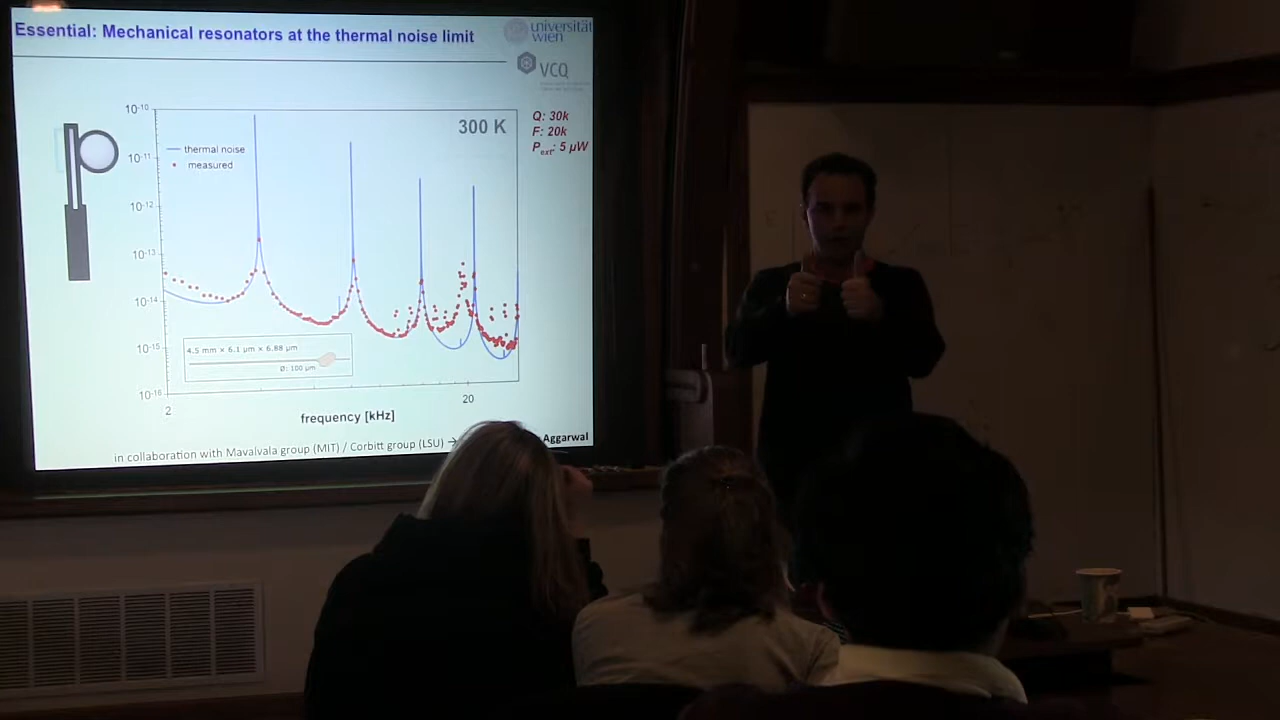 Essential: Mechanical resonators at the thermal noise limit
universität
wien
VCQ
10-10
10-11
10-12
10-13
10-14
10-15
10-16
thermal noise
measured
300 K
Q: 30k
F: 20k
Pext: 5 µW
4.5 mm × 6.1 µm × 6.88 µm
Ø: 100 µm
2
20
frequency [kHz]
in collaboration with Mavalvala group (MIT) / Corbitt group (LSU) → Aggarwal